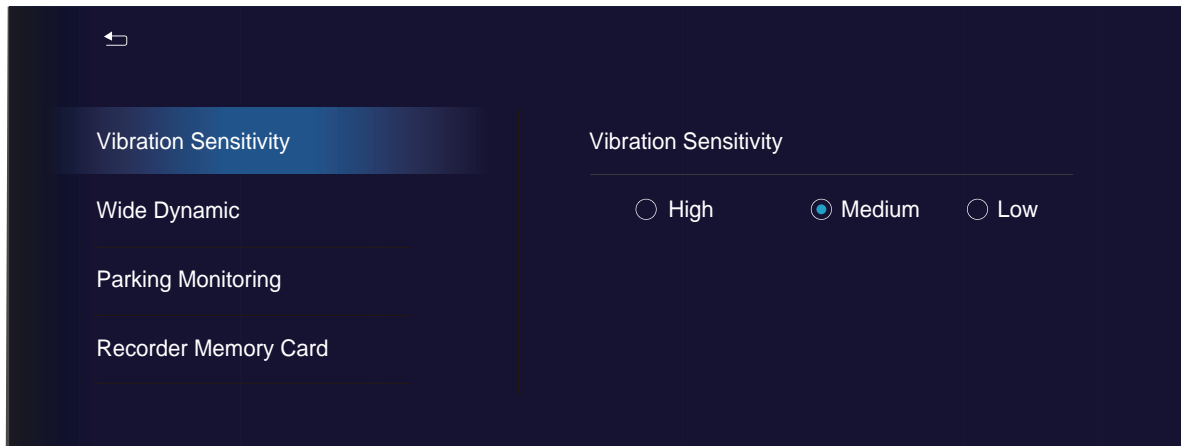 Vibration Sensitivity
Wide Dynamic
Parking Monitoring
Recorder Memory Card
Vibration Sensitivity
High Medium Low